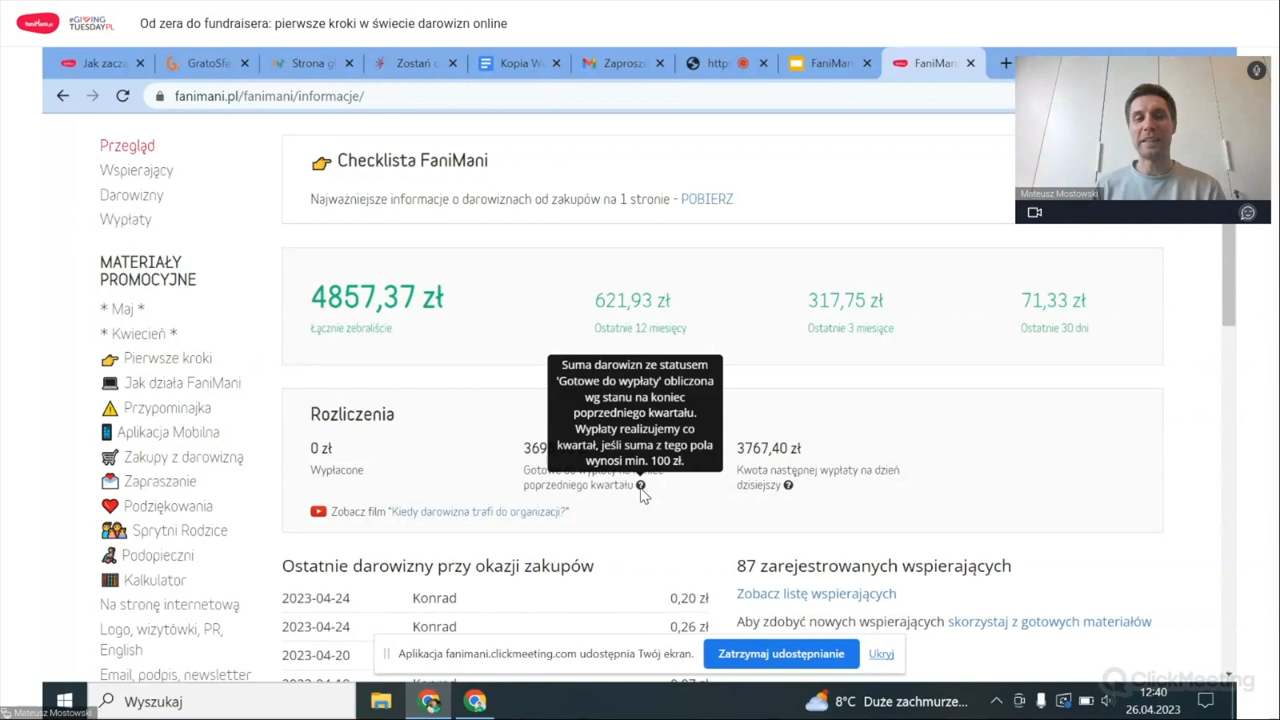 faniMani.pl
#GIVING
TUESDAYPL
Od zera do fundraisera: pierwsze kroki w świecie darowizn online
Jak zaczą
GratoSfe
Strona gł
Zostań c
Kopia W
Zaprosze
http
FaniMan
FaniMan
fanimani.pl/fanimani/informacje/
Mateusz Mostowski
Przegląd
Wspierający
Darowizny
Wypłaty
MATERIAŁY
PROMOCYJNE
* Maj *
* Kwiecień *
Pierwsze kroki
Jak działa FaniMani
Przypominajka
Aplikacja Mobilna
Zakupy z darowizną
Zapraszanie
Podziękowania
Sprytni Rodzice
Podopieczni
Kalkulator
Na stronę internetową
Logo, wizytówki, PR,
English
Email, podpis, newsletter
Checklista FaniMani
Najważniejsze informacje o darowiznach od zakupów na 1 stronie - POBIERZ
4857,37 zł
Łącznie zebraliście
621,93 zł
Ostatnie 12 miesięcy
317,75 zł
Ostatnie 3 miesiące
71,33 zł
Ostatnie 30 dni
Suma darowizn ze statusem
'Gotowe do wypłaty' obliczona
wg stanu na koniec
poprzedniego kwartału.
Wypłaty realizujemy co
kwartał, jeśli suma z tego pola
wynosi min. 100 zł.
Rozliczenia
0 zł
Wypłacone
369
poprzedniego kwartału
3767,40 zł
Kwota następnej wypłaty na dzień
dzisiejszy
Zobacz film "Kiedy darowizna trafi do organizacji?"
Ostatnie darowizny przy okazji zakupów
2023-04-24 Konrad 0,20 zł
2023-04-24 Konrad 0,26 zł
2023-04-20
87 zarejestrowanych wspierających
Zobacz listę wspierających
Aby zdobyć nowych wspierających skorzystaj z gotowych materiałów
Aplikacja fanimani.clickmeeting.com udostępnia Twój ekran.
Zatrzymaj udostępnianie
Ukryj
ClickMeeting
Wyszukaj
8°C Duże zachmurze...
12:40
26.04.2023
Mateusz Mostowski